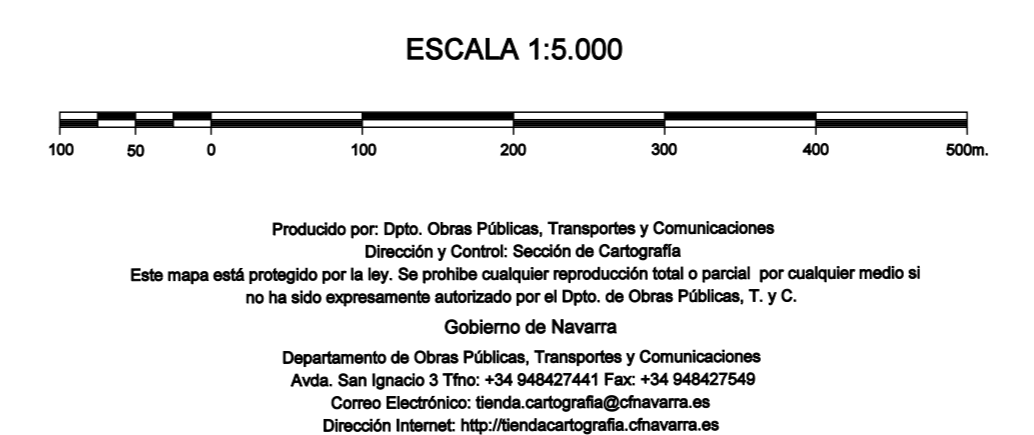 ESCALA 1:5.000
100 50 0 100 200 300 400 500m.
Producido por: Dpto. Obras Públicas, Transportes y Comunicaciones
Dirección y Control: Sección de Cartografía
Este mapa está protegido por la ley. Se prohibe cualquier reproducción total o parcial por cualquier medio si
no ha sido expresamente autorizado por el Dpto. de Obras Públicas, T. y C.
Gobierno de Navarra
Departamento de Obras Públicas, Transportes y Comunicaciones
Avda. San Ignacio 3 Tfno: +34 948427441 Fax: +34 948427549
Correo Electrónico: tienda.cartografia@cfnavarra.es
Dirección Internet: http://tiendacartografia.cfnavarra.es